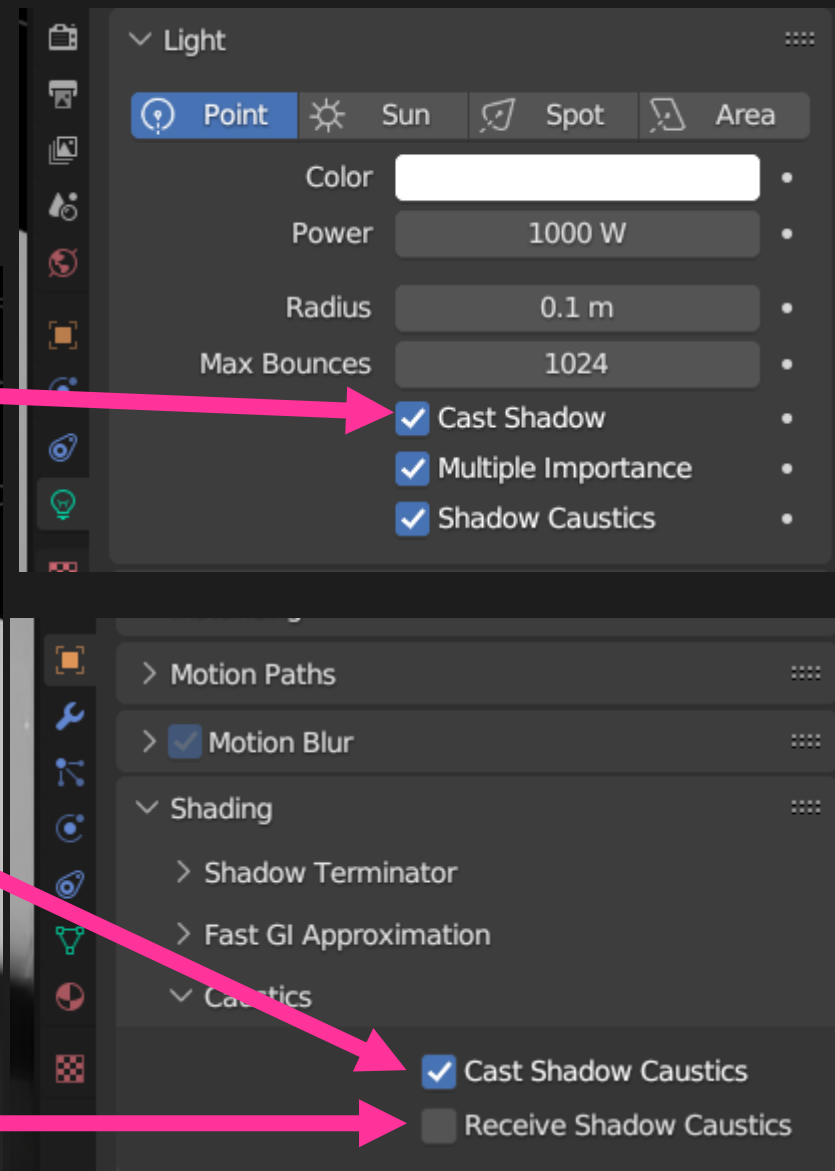 Light
Point Sun Spot Area
Color
Power 1000 W
Radius 0.1 m
Max Bounces 1024
Cast Shadow
Multiple Importance
Shadow Caustics
Motion Paths
Motion Blur
Shading
Shadow Terminator
Fast GI Approximation
Caustics
Cast Shadow Caustics
Receive Shadow Caustics